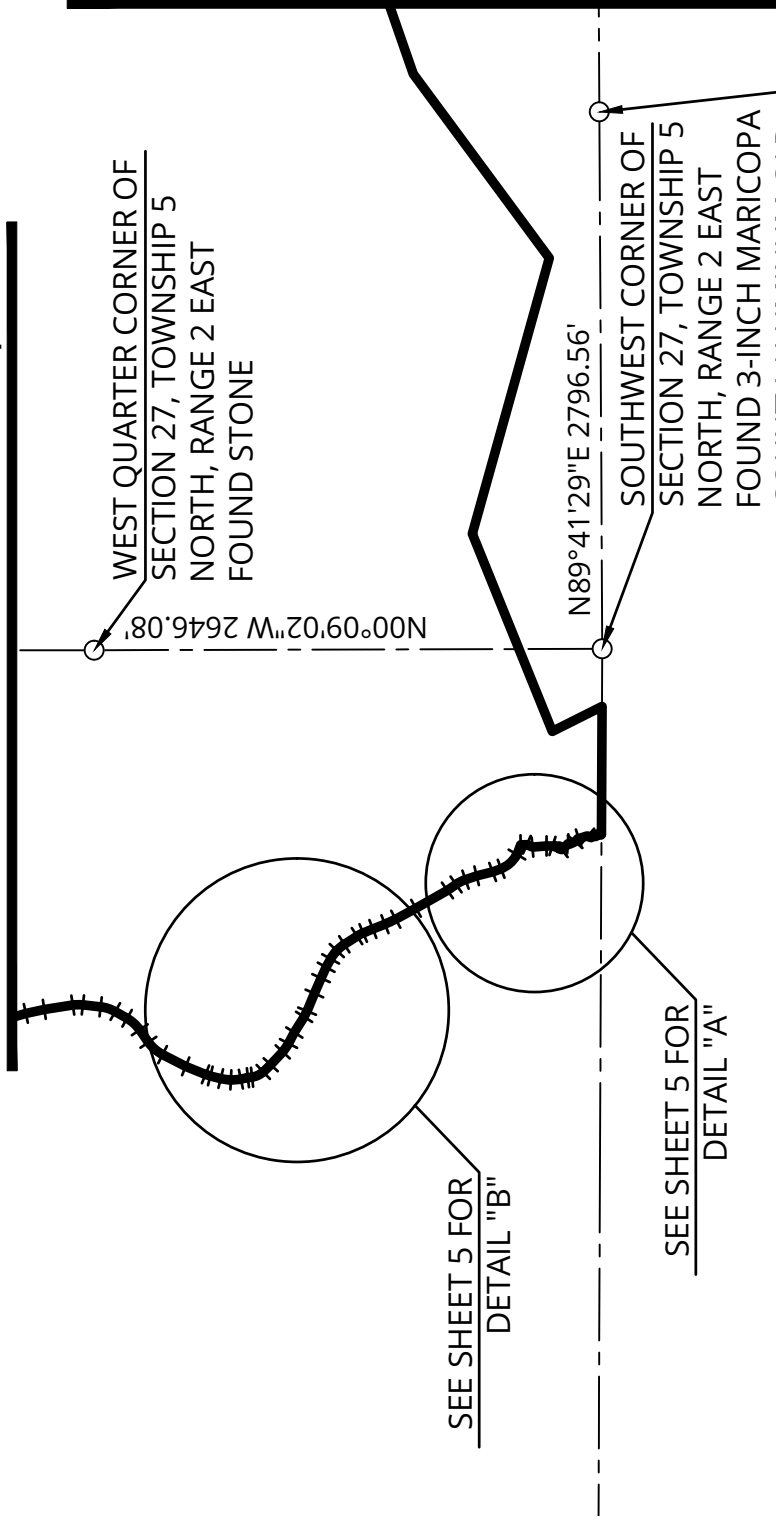 WEST QUARTER CORNER OF
SECTION 27, TOWNSHIP 5
NORTH, RANGE 2 EAST
FOUND STONE
N00°09'02"W 2646.08'
N89°41'29"E 2796.56'
SOUTHWEST CORNER OF
SECTION 27, TOWNSHIP 5
NORTH, RANGE 2 EAST
FOUND 3-INCH MARICOPA
SEE SHEET 5 FOR
DETAIL "B"
SEE SHEET 5 FOR
DETAIL "A"